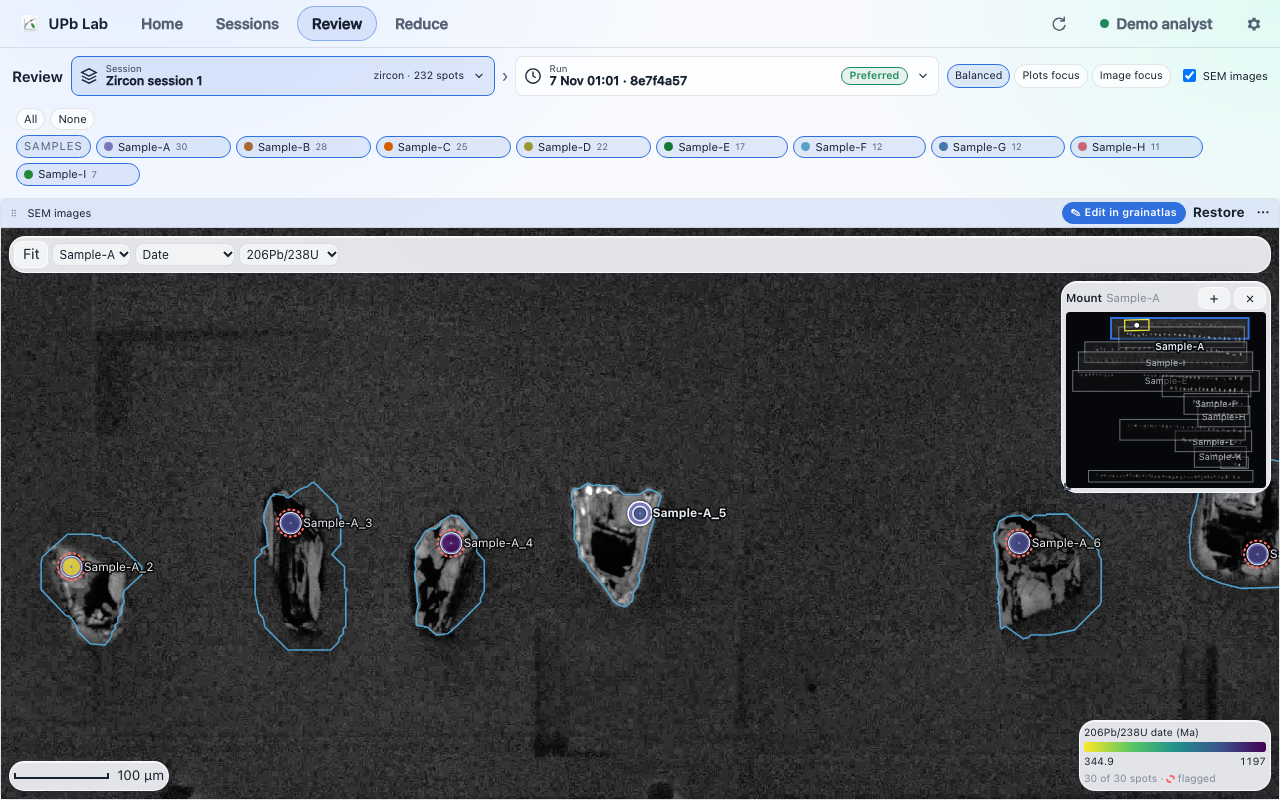 UPb Lab
Home
Sessions
Review
Reduce
Demo analyst
Review
Session
Zircon session 1
zircon · 232 spots
›
Run
7 Nov 01:01 · 8e7f4a57
Preferred
Balanced
Plots focus
Image focus
SEM images
All
None
SAMPLES
Sample-A 30
Sample-B 28
Sample-C 25
Sample-D 22
Sample-E 17
Sample-F 12
Sample-G 12
Sample-H 11
Sample-I 7
SEM images
✎ Edit in grainatlas
Restore
···
Fit
Sample-A
Date
206Pb/238U
Mount Sample-A
+
×
Sample-A
Sample-I
Sample-E
Sample-F
Sample-H
Sample-L
Sample-K
Sample-A_5
Sample-A_3
Sample-A_4
Sample-A_6
S
Sample-A_2
206Pb/238U date (Ma)
344.9
1197
30 of 30 spots · flagged
100 µm